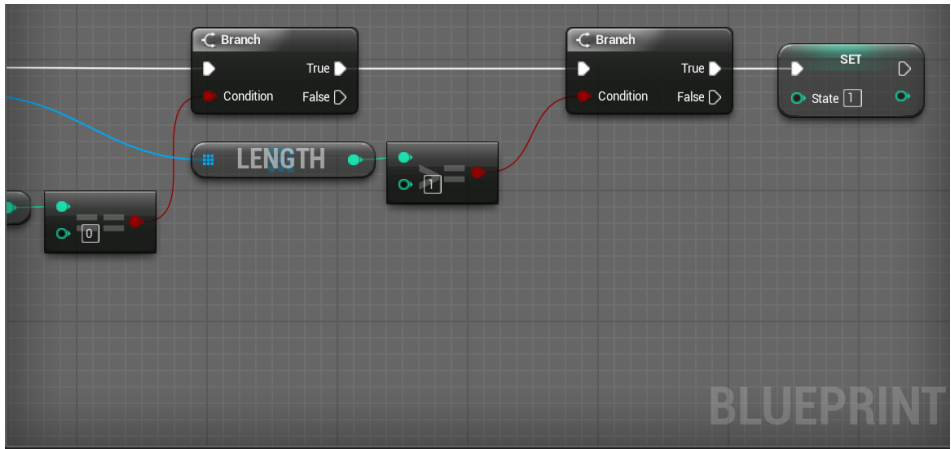 Branch
True
Condition False
Branch
True
Condition False
SET
State 1
LENGTH
>=
1
==
0
BLUEPRINT